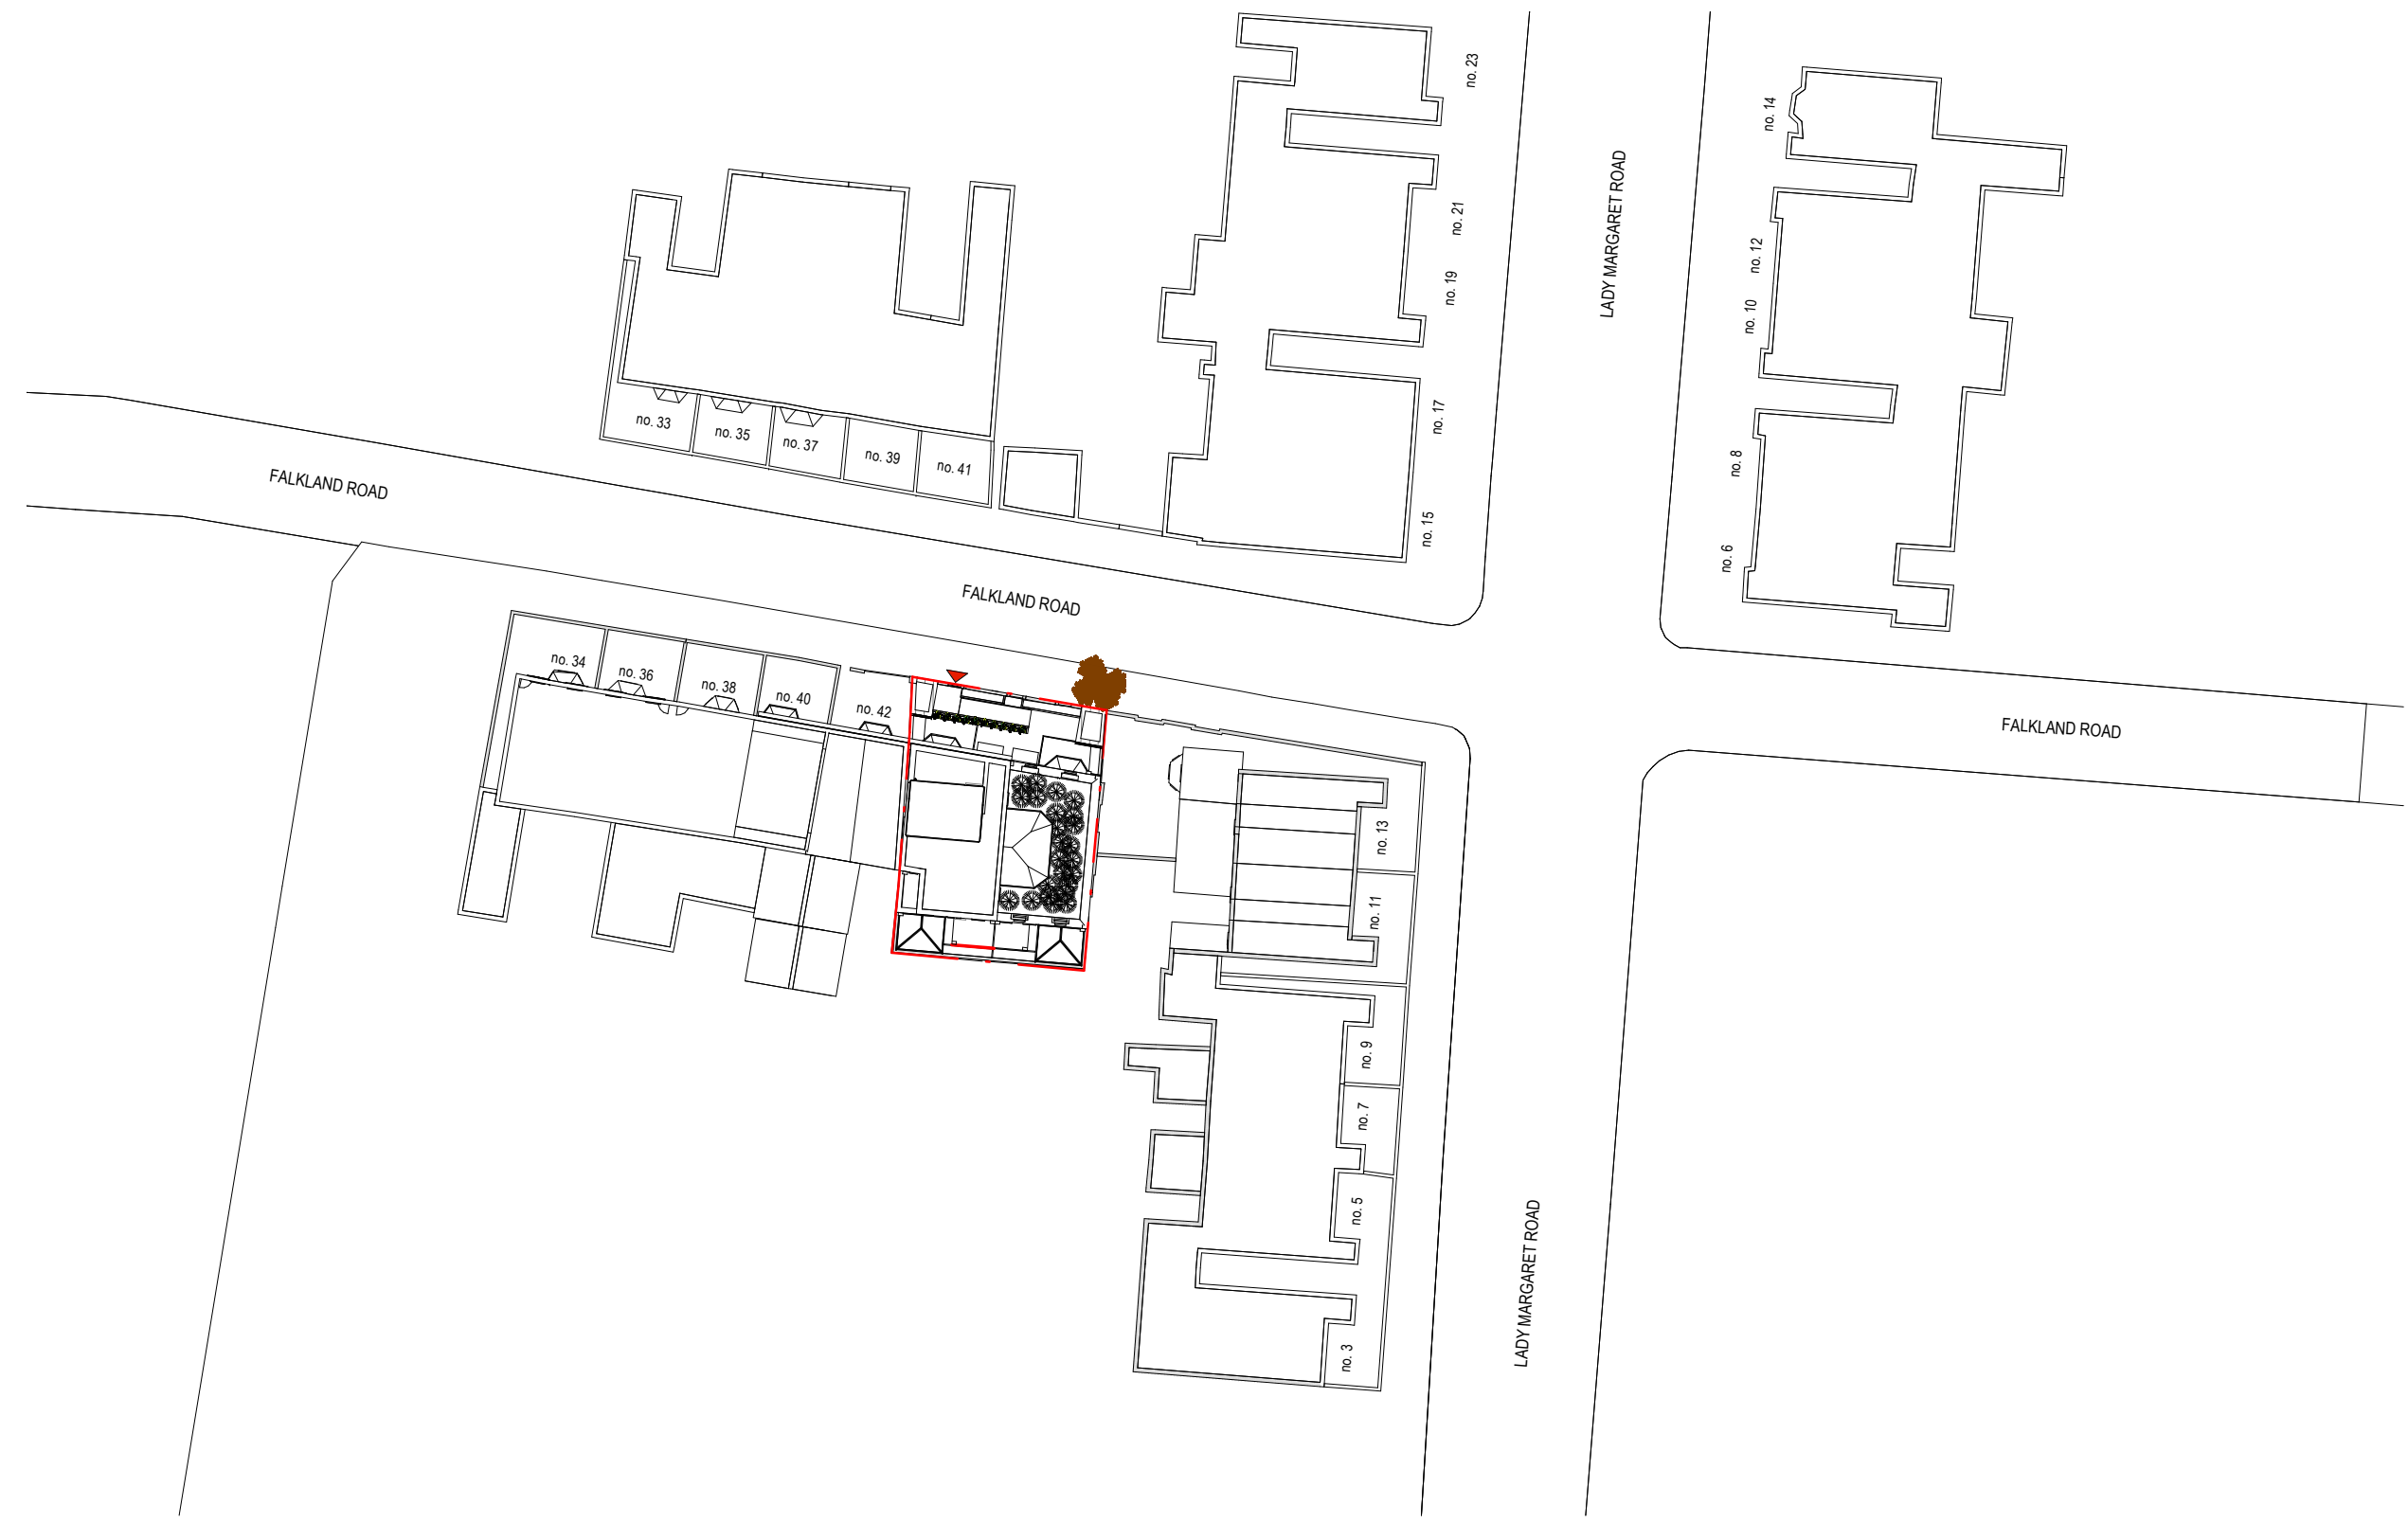 no. 23
no. 14
LADY MARGARET ROAD
no. 21
no. 12
no. 19
no. 10
no. 33
no. 35
no. 37
no. 39
no. 41
no. 17
no. 8
FALKLAND ROAD
no. 15
no. 6
FALKLAND ROAD
no. 34
no. 36
no. 38
no. 40
no. 42
FALKLAND ROAD
no. 13
no. 11
no. 9
no. 7
no. 5
LADY MARGARET ROAD
no. 3